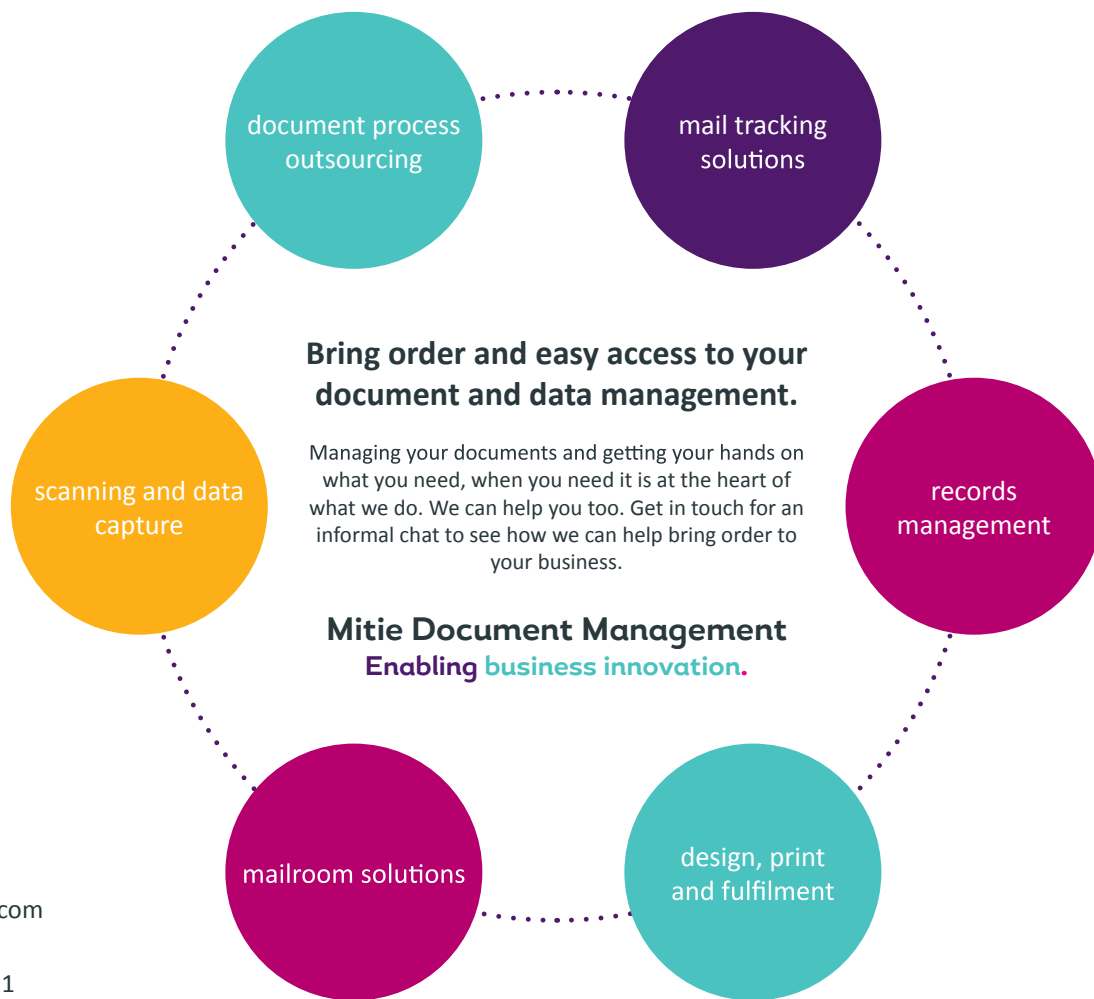 document process
outsourcing
mail tracking
solutions
Bring order and easy access to your
document and data management.
Managing your documents and getting your hands on
what you need, when you need it is at the heart of
what we do. We can help you too. Get in touch for an
informal chat to see how we can help bring order to
your business.
Mitie Document Management
Enabling business innovation.
scanning and data
capture
records
management
mailroom solutions
design, print
and fulfilment
com
1